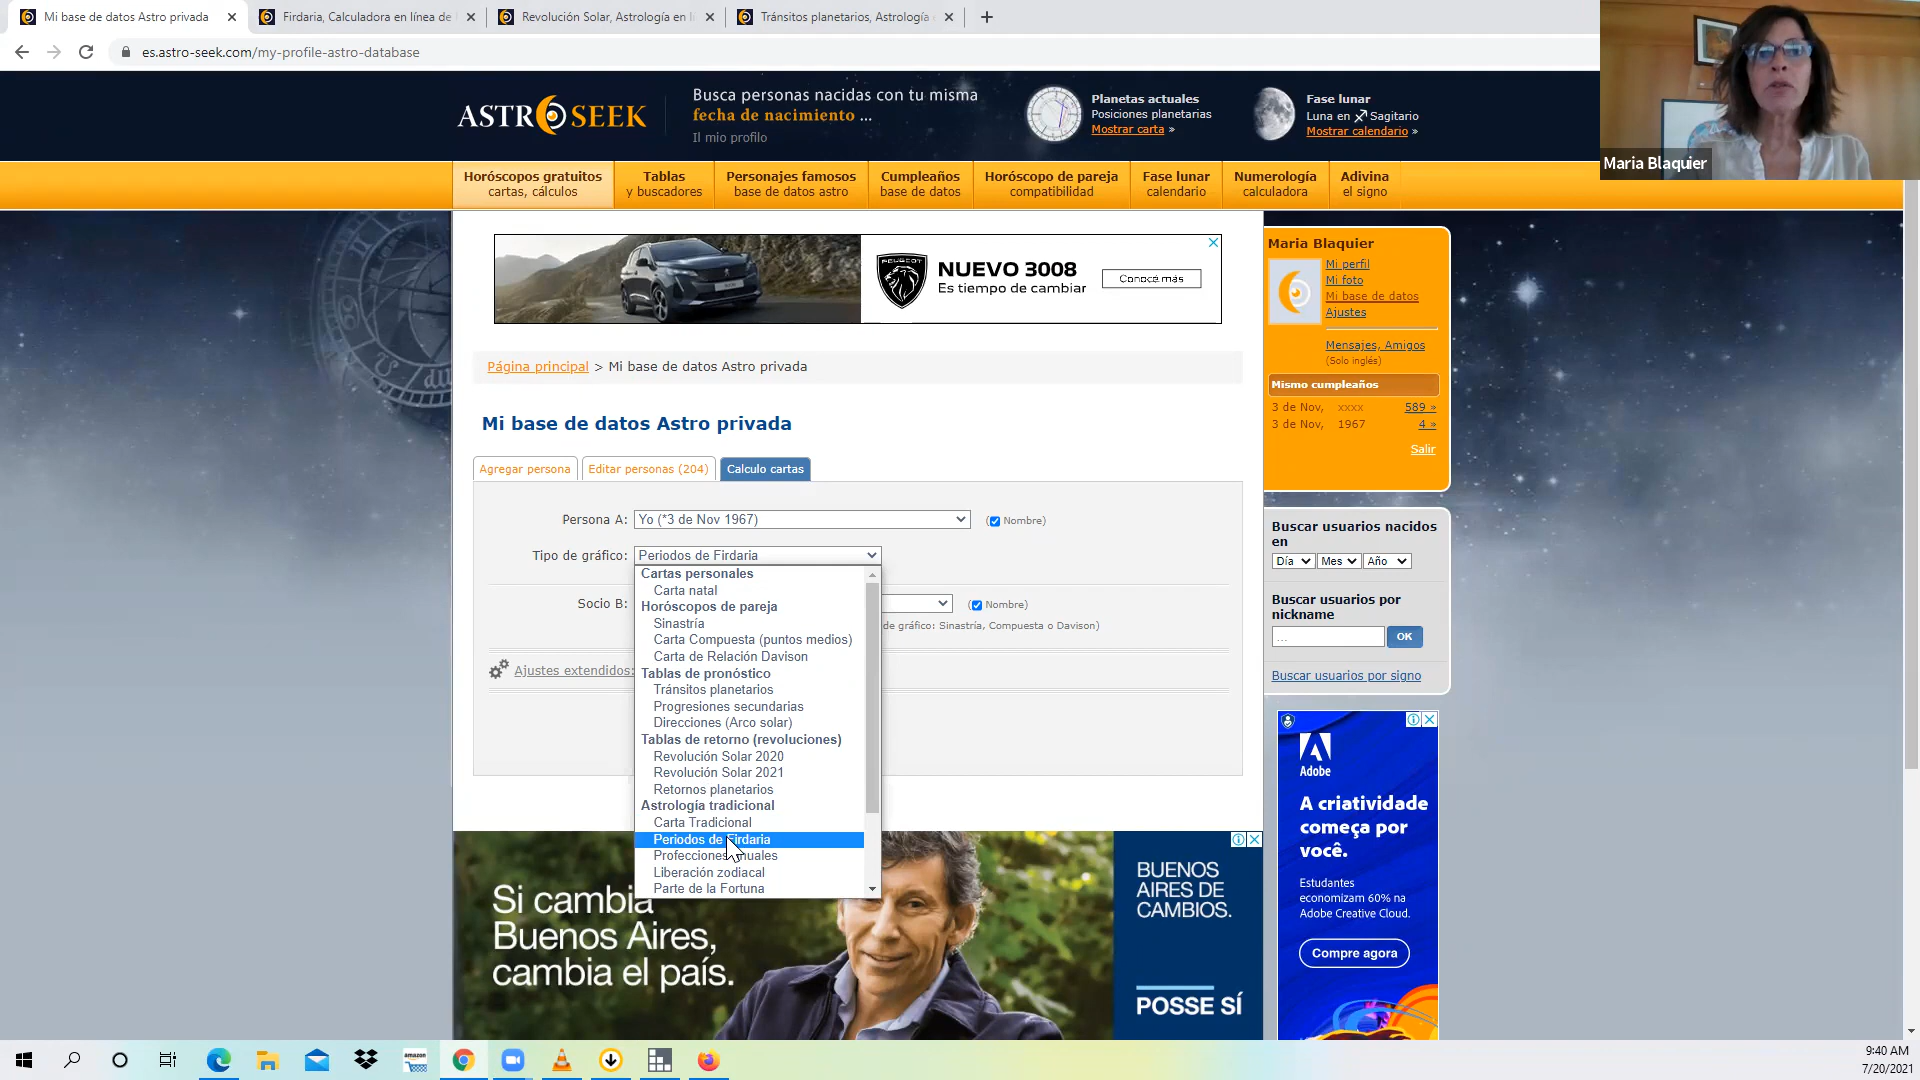 Mi base de datos Astro privada
Firdaria, Calculadora en línea de
Revolución Solar, Astrología en lí
Tránsitos planetarios, Astrología
es.astro-seek.com/my-profile-astro-database
ASTROSEEK
Busca personas nacidas con tu misma
fecha de nacimiento ...
Il mio profilo
Planetas actuales
Posiciones planetarias
Mostrar carta »
Fase lunar
Luna en Sagitario
Mostrar calendario »
Maria Blaquier
Horóscopos gratuitos
cartas, cálculos
Tablas
y buscadores
Personajes famosos
base de datos astro
Cumpleaños
base de datos
Horóscopo de pareja
compatibilidad
Fase lunar
calendario
Numerología
calculadora
Adivina
el signo
PEUGEOT
NUEVO 3008
Es tiempo de cambiar
Conocé más
Página principal > Mi base de datos Astro privada
Mi base de datos Astro privada
Agregar persona
Editar personas (204)
Calculo cartas
Persona A: Yo (*3 de Nov 1967) (Nombre)
Tipo de gráfico: Periodos de Firdaria
Cartas personales
Carta natal
Horóscopos de pareja
Sinastría
Carta Compuesta (puntos medios)
Carta de Relación Davison
Tablas de pronóstico
Tránsitos planetarios
Progresiones secundarias
Direcciones (Arco solar)
Tablas de retorno (revoluciones)
Revolución Solar 2020
Revolución Solar 2021
Retornos planetarios
Astrología tradicional
Carta Tradicional
Periodos de Firdaria
Profecciones anuales
Liberación zodiacal
Parte de la Fortuna
Socio B: (Nombre)
de gráfico: Sinastría, Compuesta o Davison)
Ajustes extendidos:
Maria Blaquier
Mi perfil
Mi foto
Mi base de datos
Ajustes
Mensajes, Amigos
(Solo inglés)
Mismo cumpleaños
3 de Nov, xxxx 589 »
3 de Nov, 1967 4 »
Salir
Buscar usuarios nacidos
en
Día Mes Año
Buscar usuarios por
nickname
... OK
Buscar usuarios por signo
Adobe
A criatividade
começa por
você.
Estudantes
economizam 60% na
Adobe Creative Cloud.
Compre agora
Si cambia
Buenos Aires,
cambia el país.
BUENOS
AIRES DE
CAMBIOS.
POSSE SÍ
amazon
9:40 AM
7/20/2021